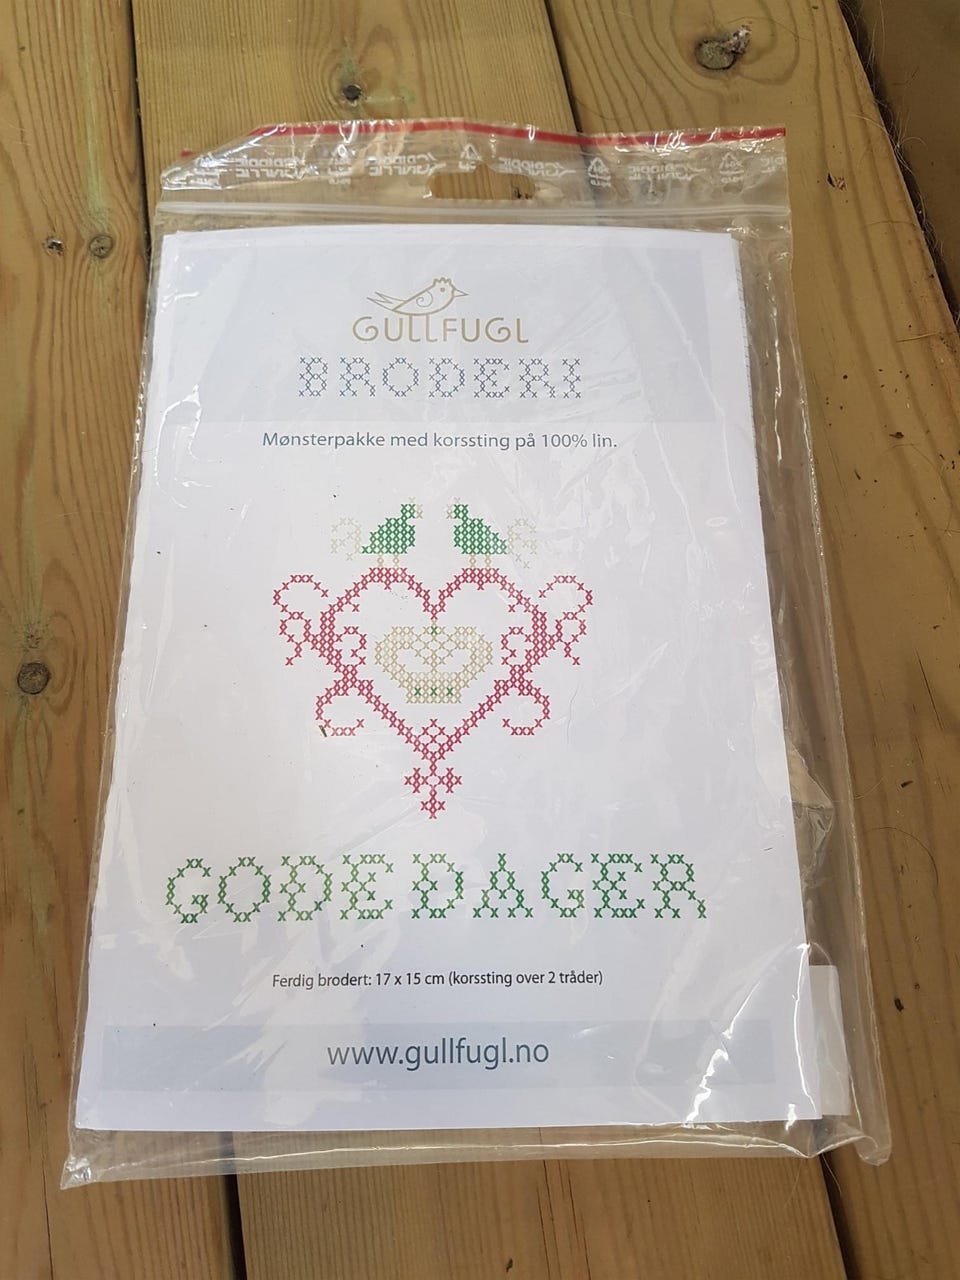 GULLFUGL
BRODERI
Mønsterpakke med korssting på 100% lin.
GODE DAGER
Ferdig brodert: 17 x 15 cm (korssting over 2 tråder)
www.gullfugl.no